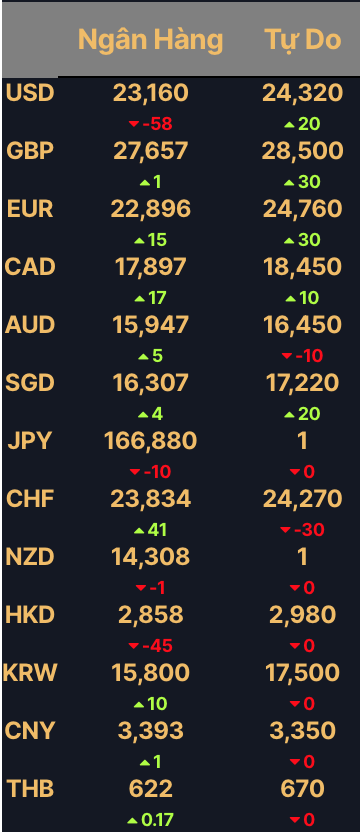 Ngân Hàng Tự Do
USD 23,160 24,320
-58 20
GBP 27,657 28,500
1 30
EUR 22,896 24,760
15 30
CAD 17,897 18,450
17 10
AUD 15,947 16,450
5 -10
SGD 16,307 17,220
4 20
JPY 166,880 1
-10 0
CHF 23,834 24,270
41 -30
NZD 14,308 1
-1 0
HKD 2,858 2,980
-45 0
KRW 15,800 17,500
10 0
CNY 3,393 3,350
1 0
THB 622 670
0.17 0